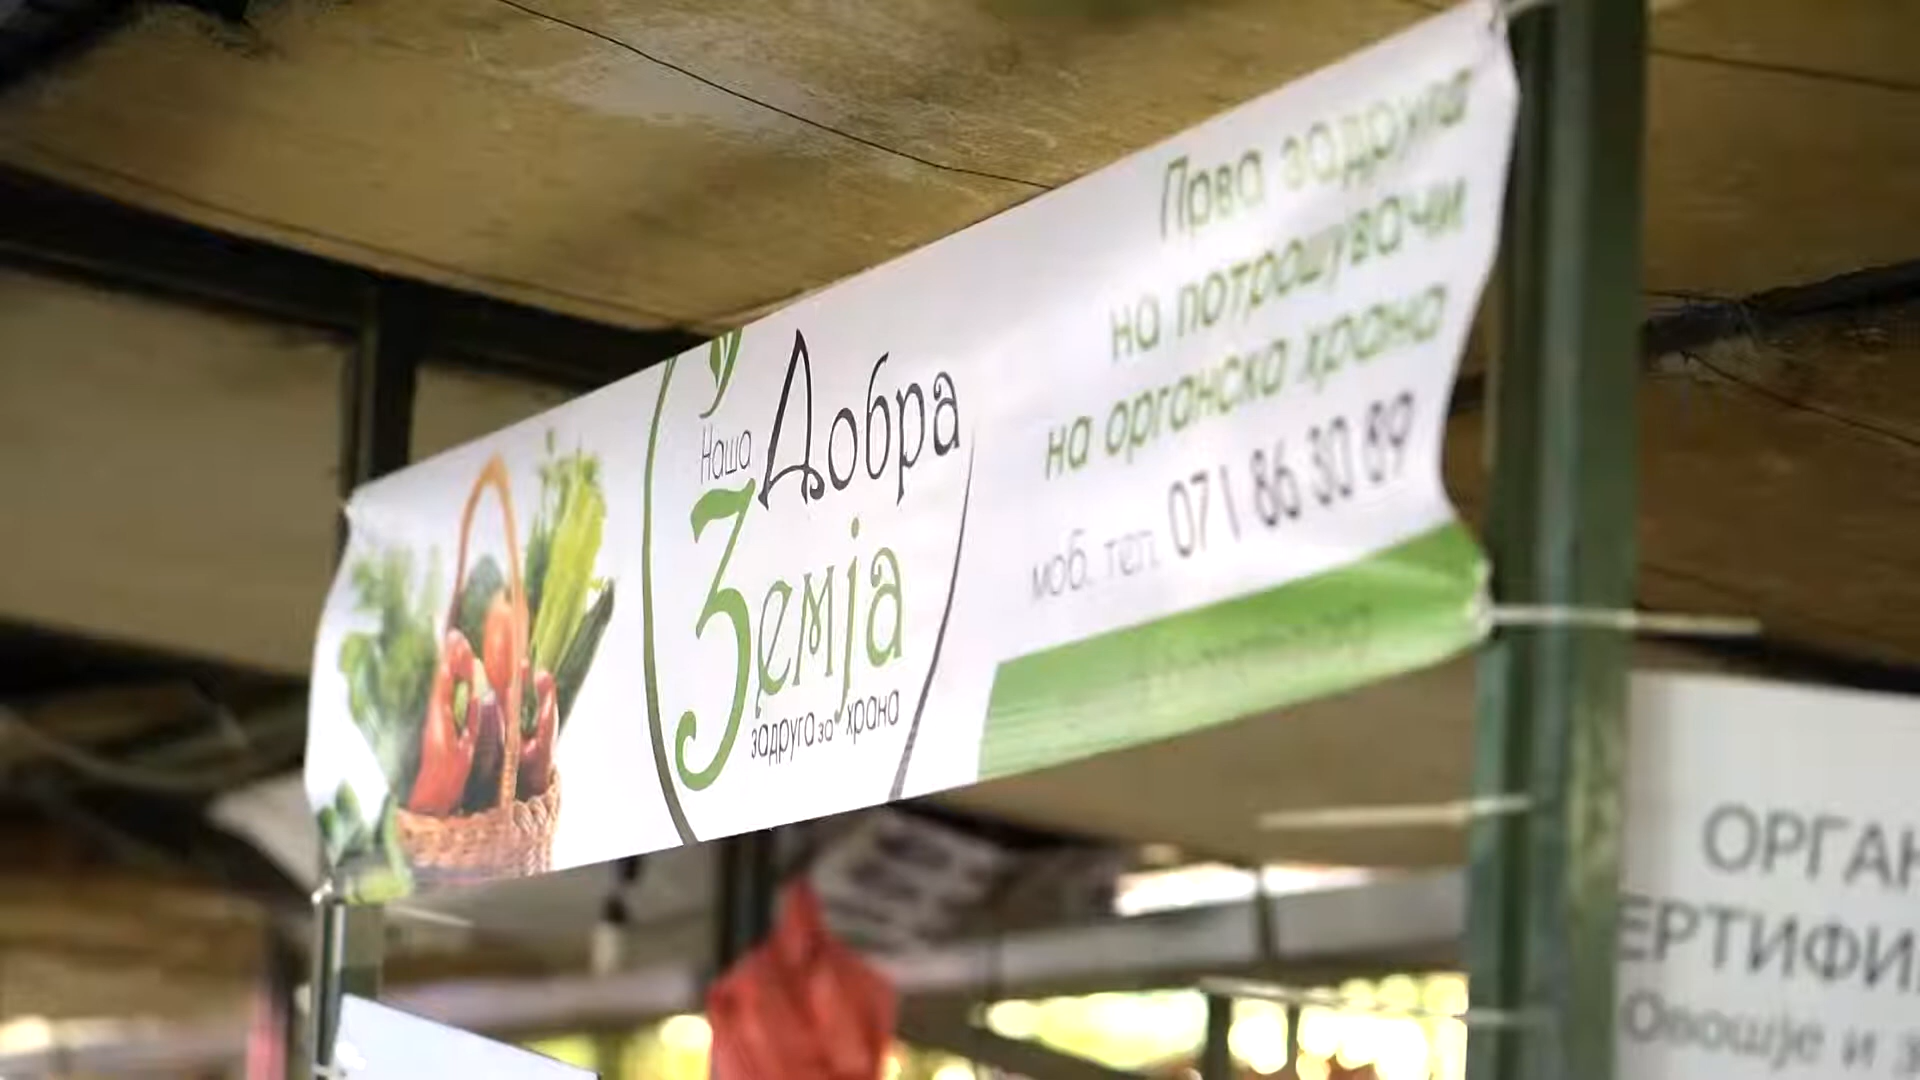 Наша Добра
Земја
задруга за храна
Прва задруга
на потрошувачи
на органска храна
моб. тел. 071 86 30 89
ОРГАН
ЕРТИФИ
Овошје и з